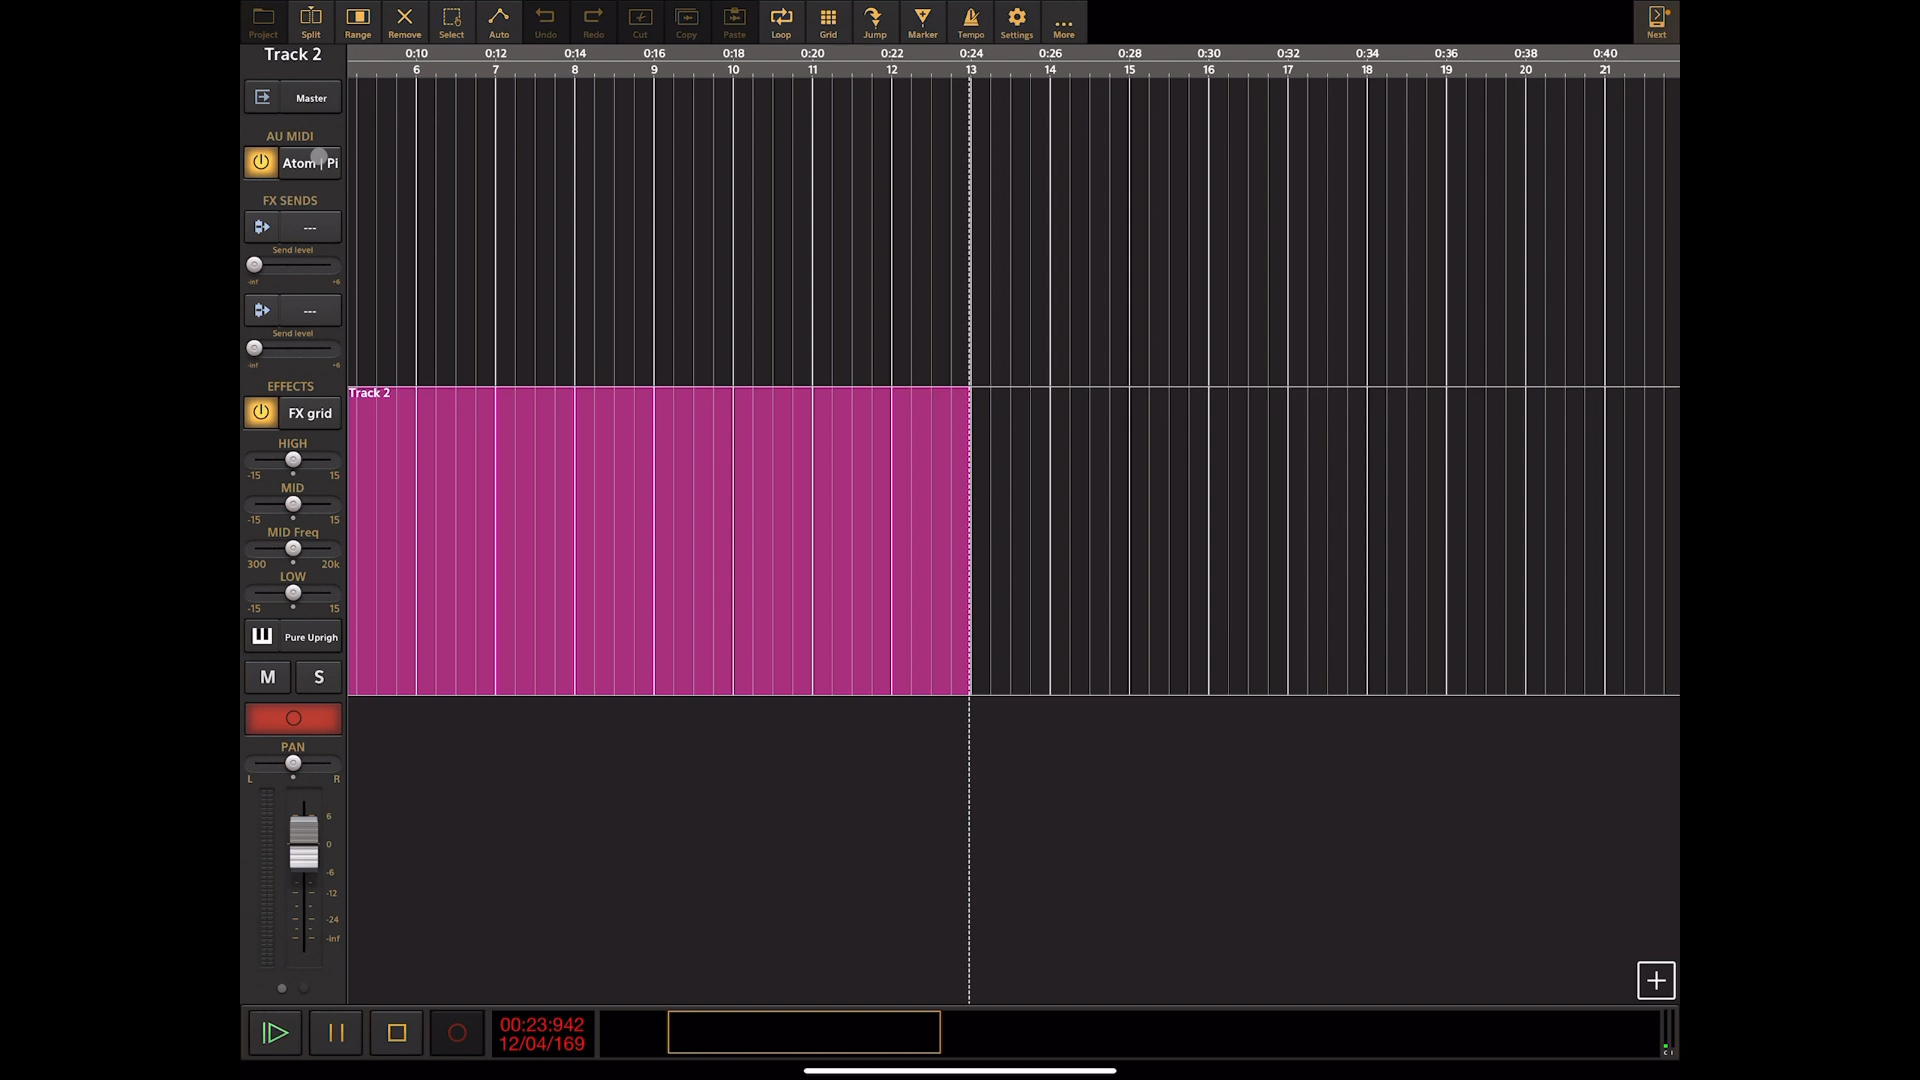 Project Split Range Remove Select Auto Undo Redo Cut Copy Paste Loop Grid Jump Marker Tempo Settings More Next
Track 2
0:10 0:12 0:14 0:16 0:18 0:20 0:22 0:24 0:26 0:28 0:30 0:32 0:34 0:36 0:38 0:40
6 7 8 9 10 11 12 13 14 15 16 17 18 19 20 21
Master
AU MIDI
Atom | Pi
FX SENDS
---
Send level
-inf +6
---
Send level
-inf +6
EFFECTS
Track 2
FX grid
HIGH
-15 15
MID
-15 15
MID Freq
300 20k
LOW
-15 15
Pure Uprigh
M S
PAN
L R
6
0
-6
-12
-24
-inf
00:23:942
12/04/169